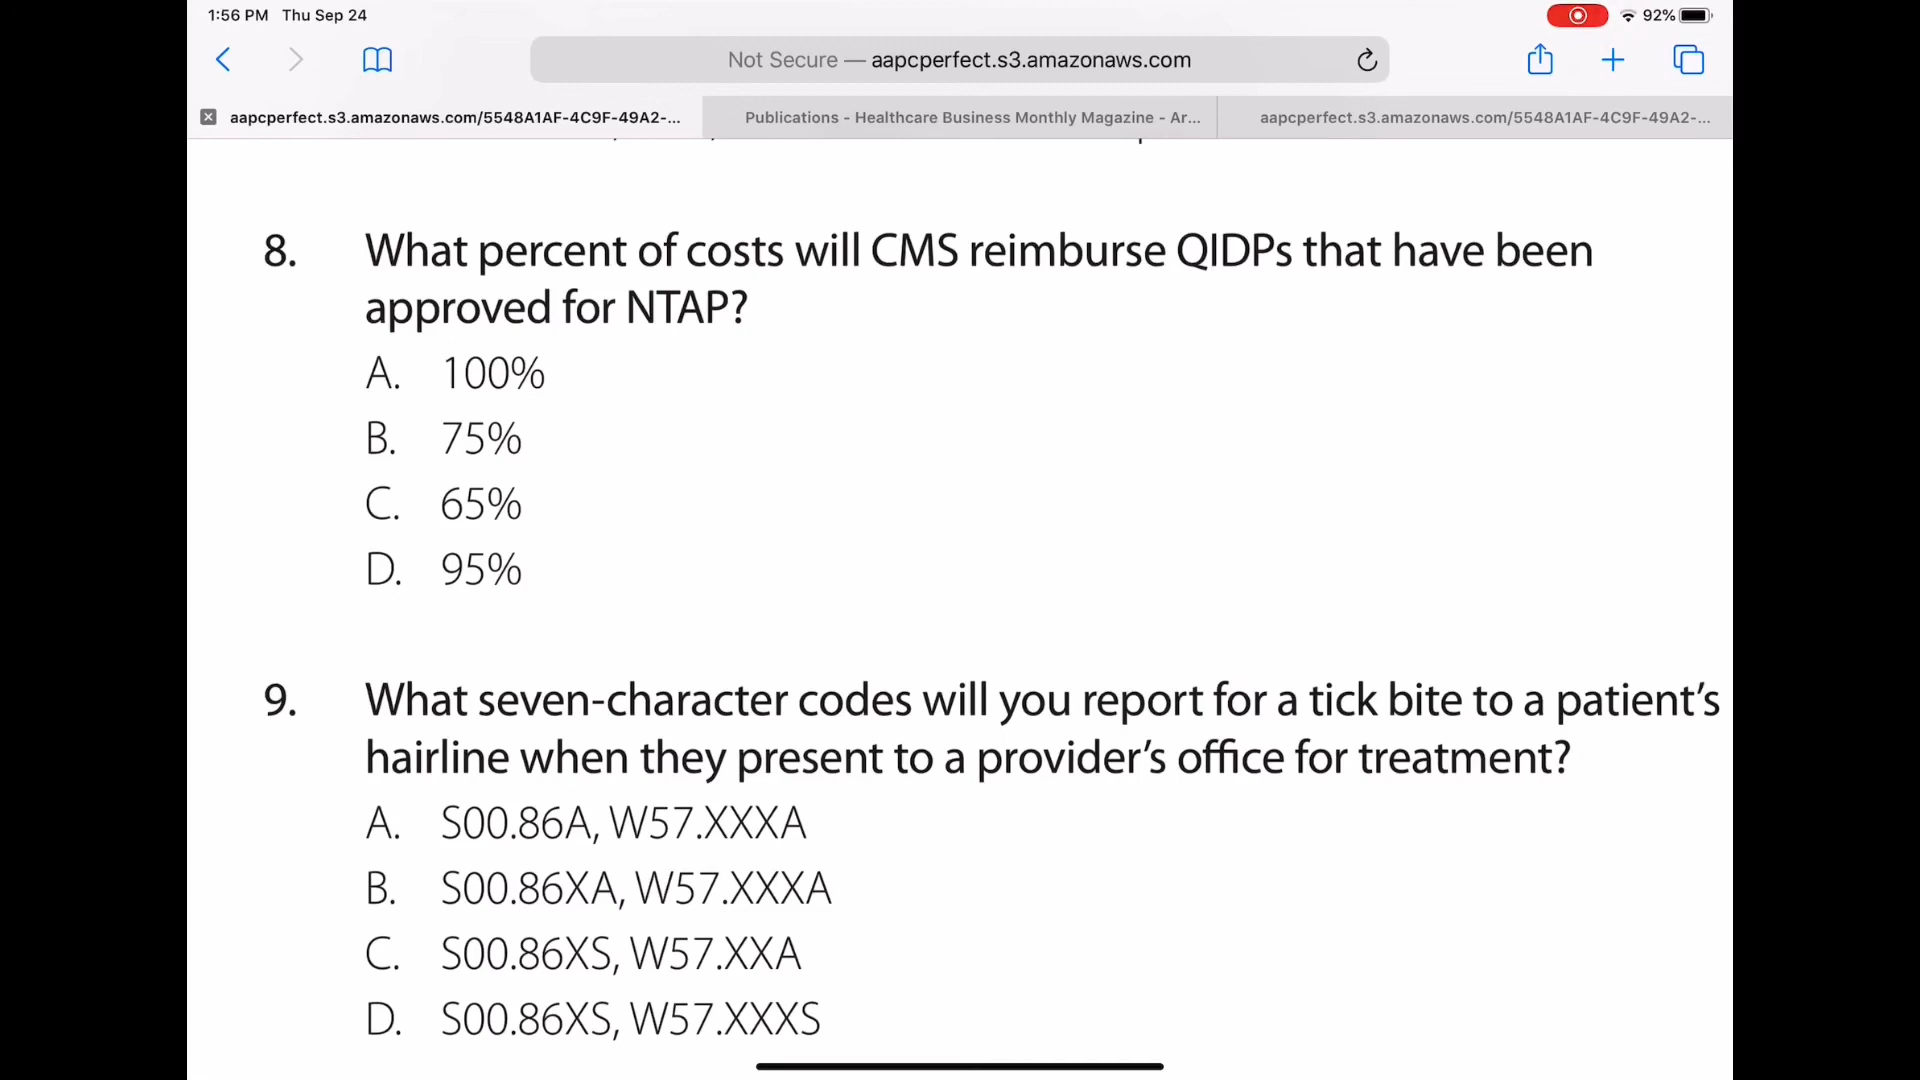 1:56 PM Thu Sep 24
92%
Not Secure — aapcperfect.s3.amazonaws.com
aapcperfect.s3.amazonaws.com/5548A1AF-4C9F-49A2-...
Publications - Healthcare Business Monthly Magazine - Ar...
aapcperfect.s3.amazonaws.com/5548A1AF-4C9F-49A2-...
8. What percent of costs will CMS reimburse QIDPs that have been
approved for NTAP?
A. 100%
B. 75%
C. 65%
D. 95%
9. What seven-character codes will you report for a tick bite to a patient’s
hairline when they present to a provider’s office for treatment?
A. S00.86A, W57.XXXA
B. S00.86XA, W57.XXXA
C. S00.86XS, W57.XXA
D. S00.86XS, W57.XXXS